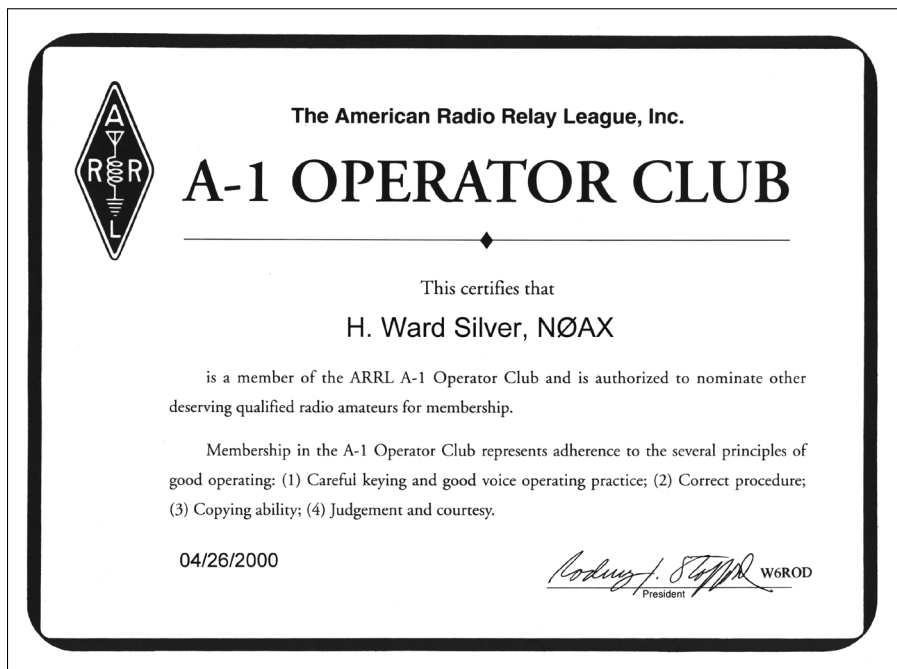 The American Radio Relay League, Inc.
A-1 OPERATOR CLUB
A
R R
L
This certifies that
H. Ward Silver, NØAX
is a member of the ARRL A-1 Operator Club and is authorized to nominate other
deserving qualified radio amateurs for membership.
Membership in the A-1 Operator Club represents adherence to the several principles of
good operating: (1) Careful keying and good voice operating practice; (2) Correct procedure;
(3) Copying ability; (4) Judgement and courtesy.
04/26/2000
W6ROD
President